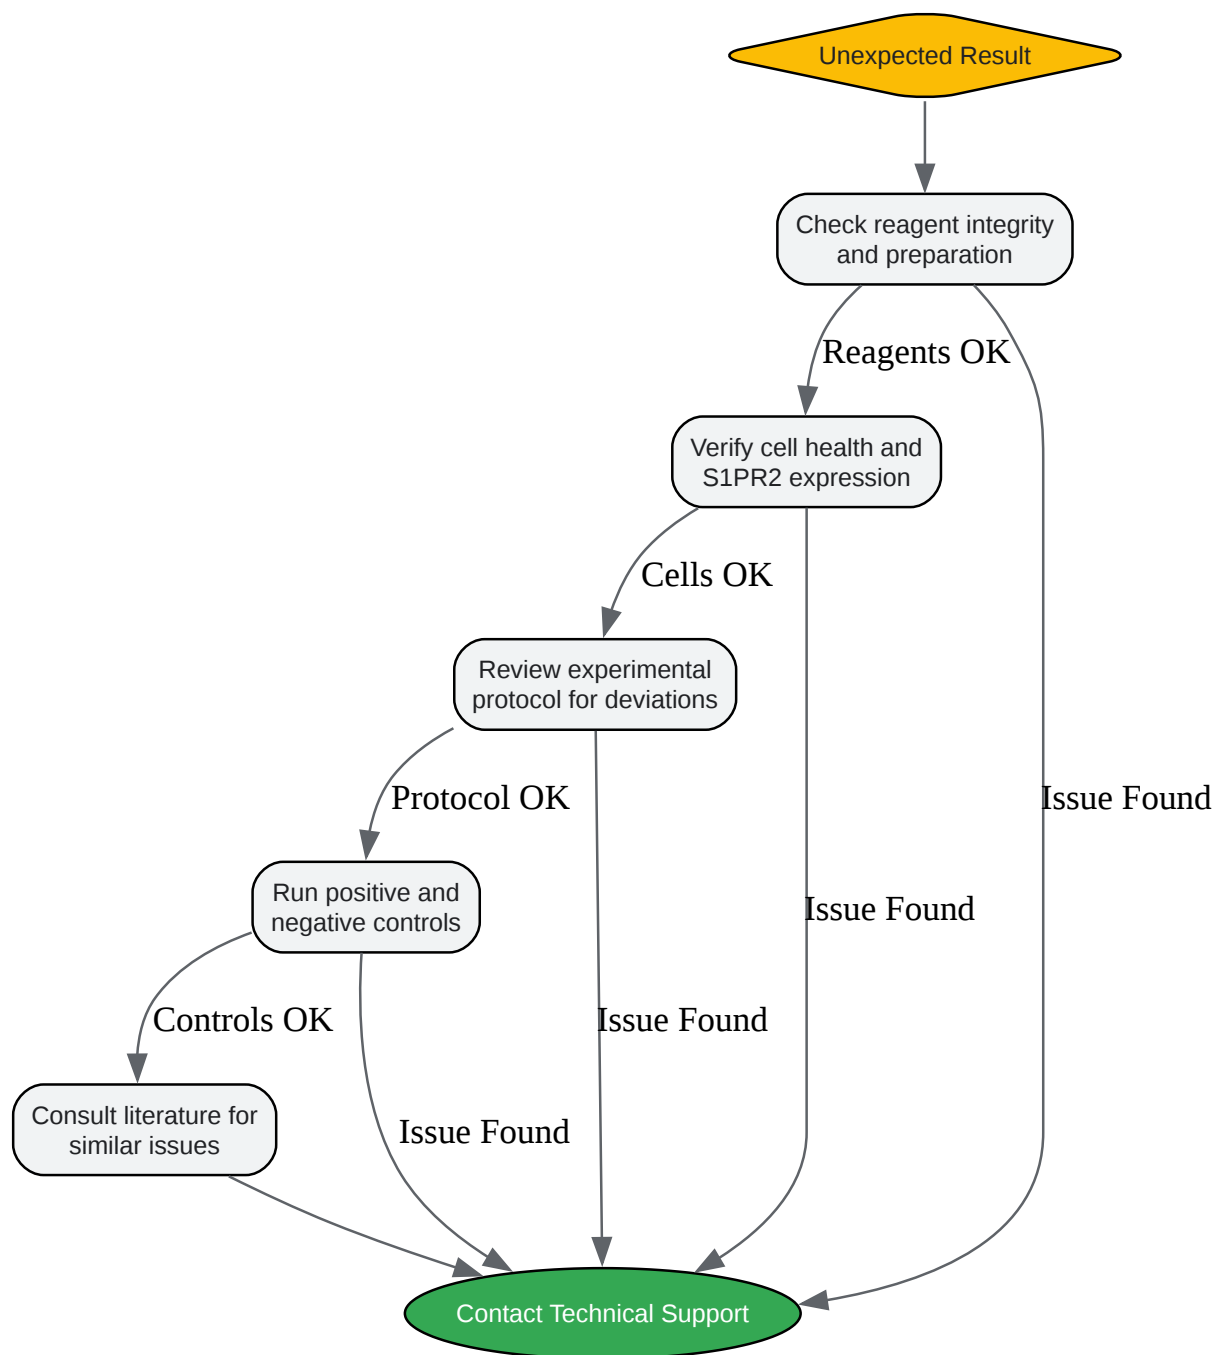 Unexpected Result
Check reagent integrity
and preparation
Reagents OK
Verify cell health and
S1PR2 expression
Cells OK
Review experimental
protocol for deviations
Protocol OK
Issue Found
Run positive and
negative controls
Issue Found
Controls OK
Issue Found
Consult literature for
similar issues
Issue Found
Contact Technical Support